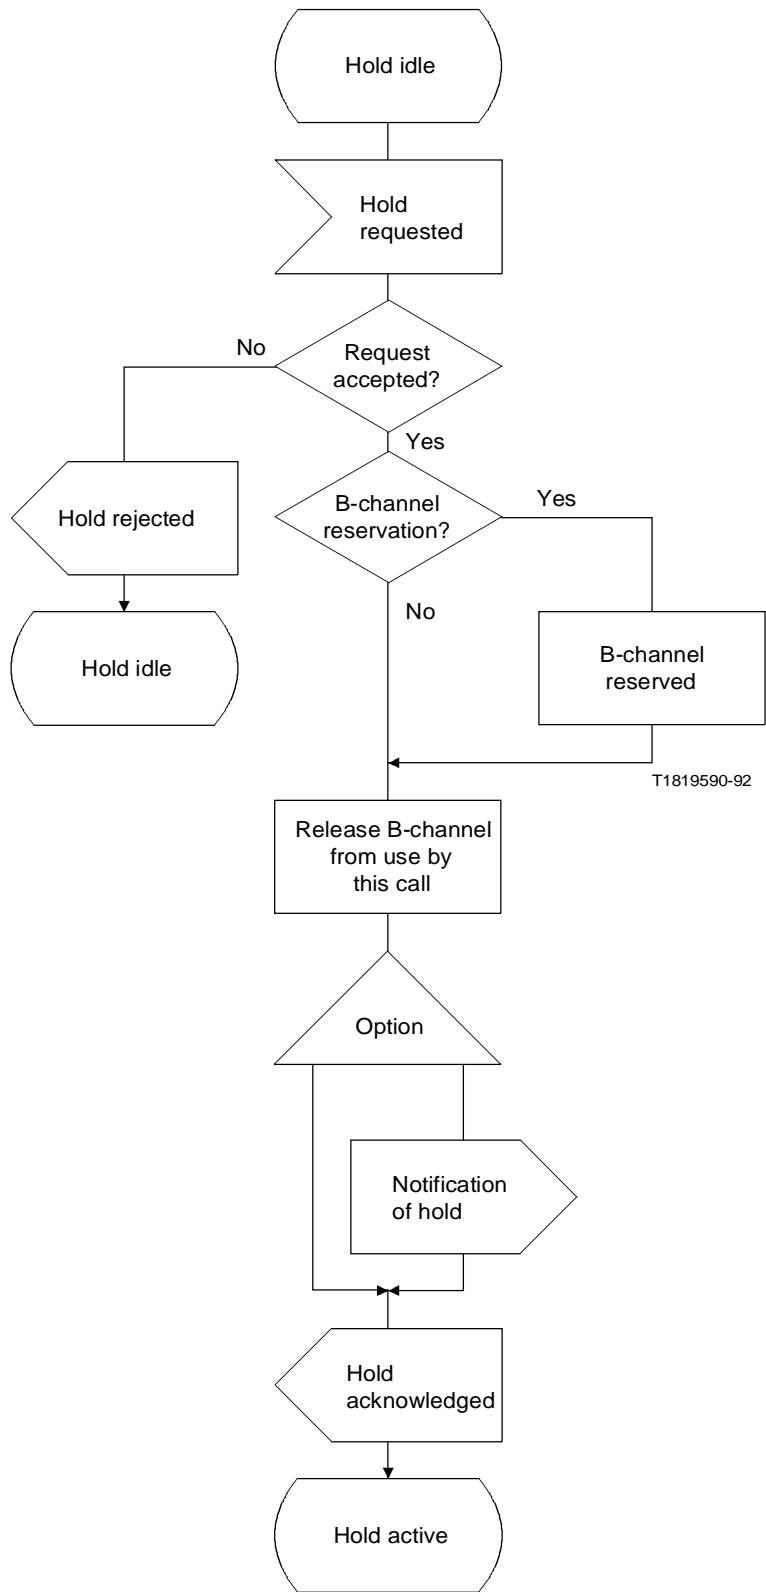 Hold idle
Hold
requested
No
Request
accepted?
Yes
B-channel
reservation?
Yes
Hold rejected
No
Hold idle
B-channel
reserved
T1819590-92
Release B-channel
from use by
this call
Option
Notification
of hold
Hold
acknowledged
Hold active